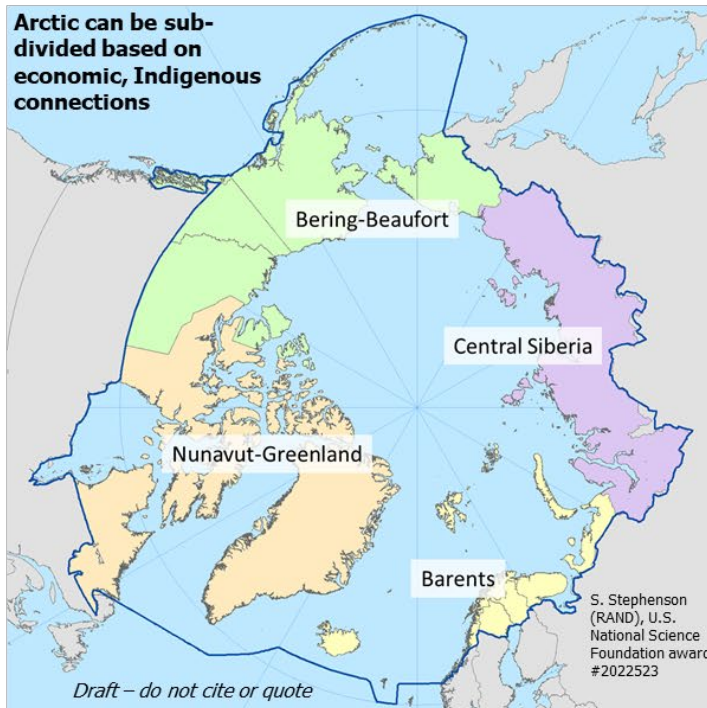 Arctic can be sub-
divided based on
economic, Indigenous
connections
Bering-Beaufort
Central Siberia
Nunavut-Greenland
Barents
S. Stephenson
(RAND), U.S.
National Science
Foundation award
#2022523
Draft – do not cite or quote